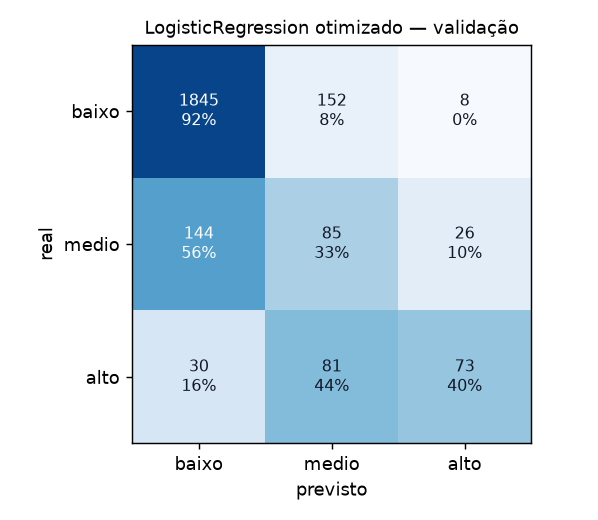 LogisticRegression otimizado — validação
baixo
1845
152
8
92%
8%
0%
real
medio
144
85
26
56%
33%
10%
alto
30
81
73
16%
44%
40%
baixo
medio
alto
previsto